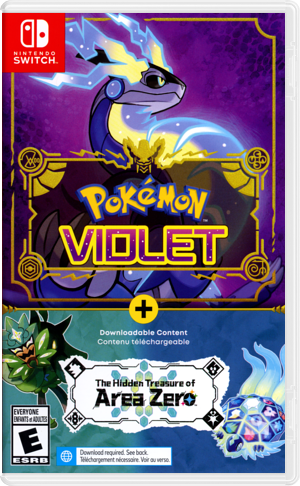 NINTENDO
SWITCH
POKÉMON
VIOLET
+
Downloadable Content
Contenu téléchargeable
The Hidden Treasure of
Area Zero
EVERYONE
ENFANTS et ADULTES
E
ESRB
Download required. See back.
Téléchargement nécessaire. Voir au verso.